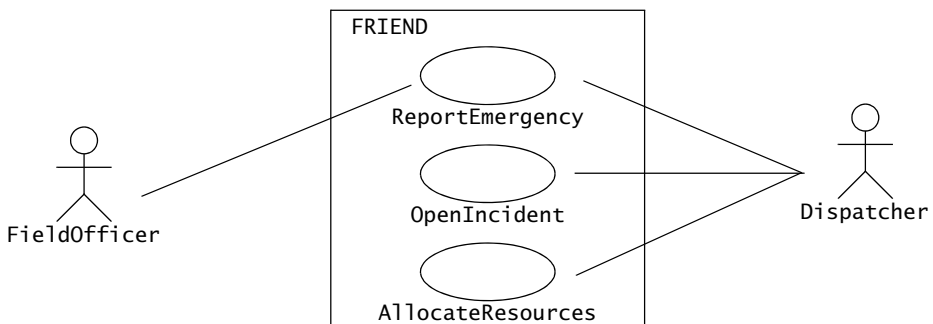 FRIEND
ReportEmergency
OpenIncident
Dispatcher
FieldOfficer
AllocateResources